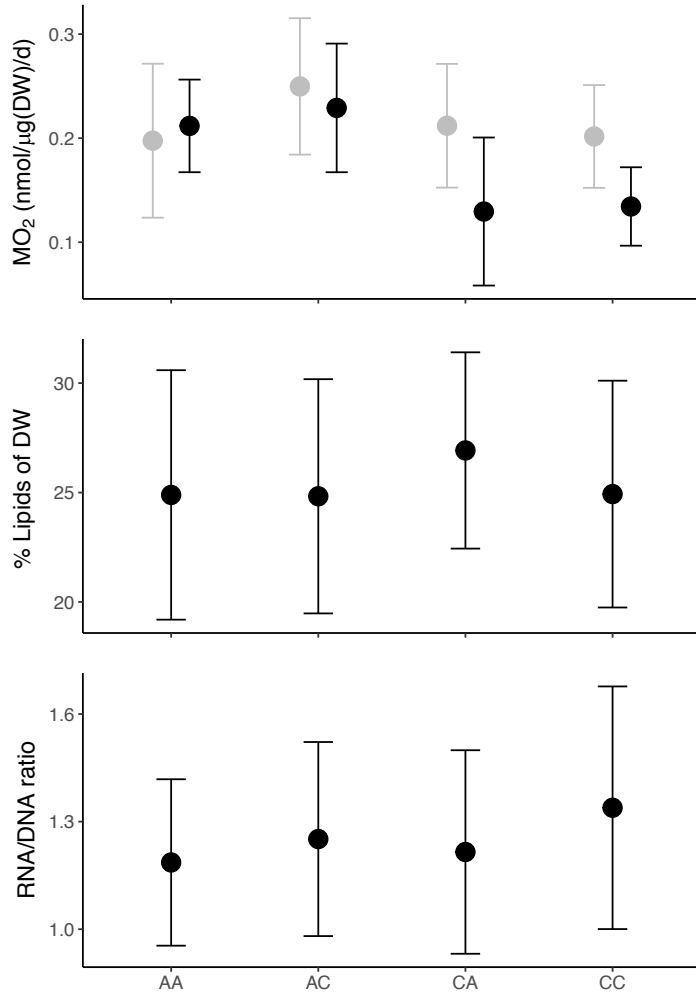 MO₂ (nmol/µg(DW)/d)
0.3
0.2
0.1
% Lipids of DW
30
25
20
RNA/DNA ratio
1.6
1.3
1.0
AA AC CA CC